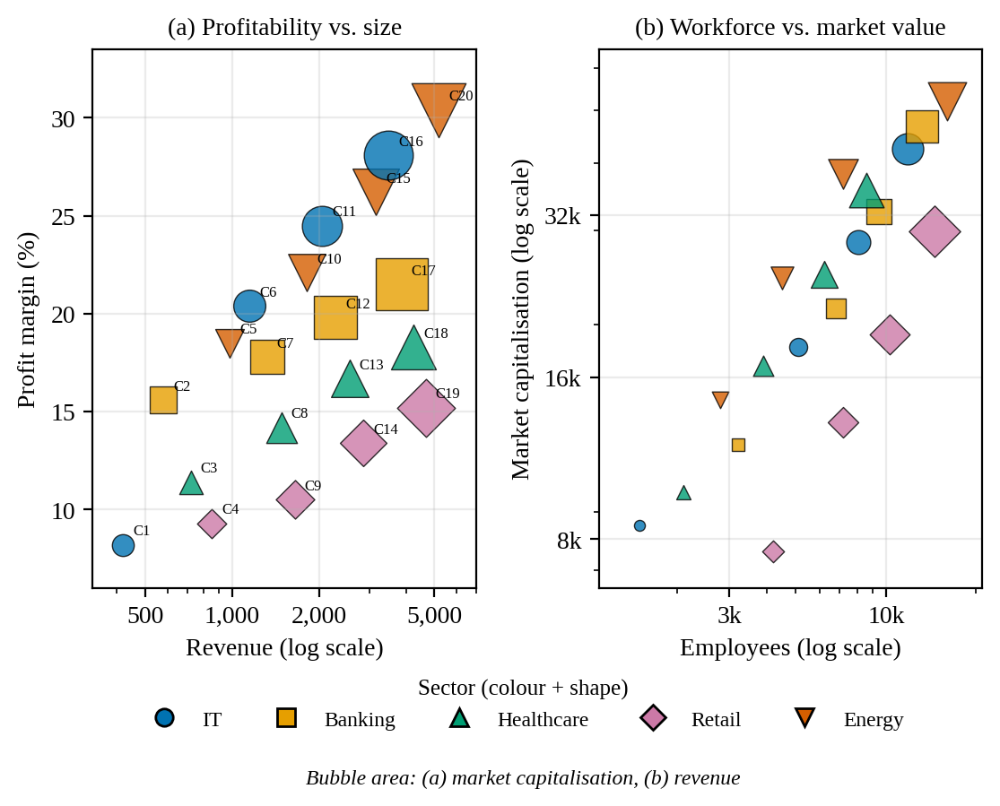 (a) Profitability vs. size
Profit margin (%)
30
25
20
15
10
C20
C16
C15
C11
C10
C17
C6
C12
C5
C18
C7
C13
C2
C19
C8
C14
C3
C9
C4
C1
500
1,000
2,000
5,000
Revenue (log scale)
(b) Workforce vs. market value
Market capitalisation (log scale)
32k
16k
8k
3k
10k
Employees (log scale)
Sector (colour + shape)
IT
Banking
Healthcare
Retail
Energy
Bubble area: (a) market capitalisation, (b) revenue